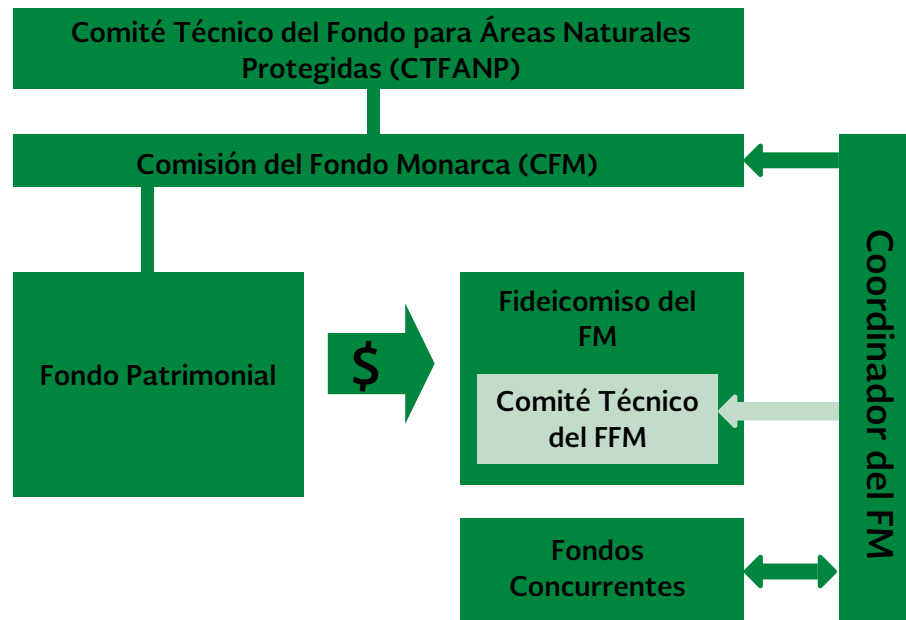 Comité Técnico del Fondo para Áreas Naturales
Protegidas (CTFANP)
Comisión del Fondo Monarca (CFM)
Fondo Patrimonial
$
Fideicomiso del
FM
Comité Técnico
del FFM
Fondos
Concurrentes
Coordinador del FM